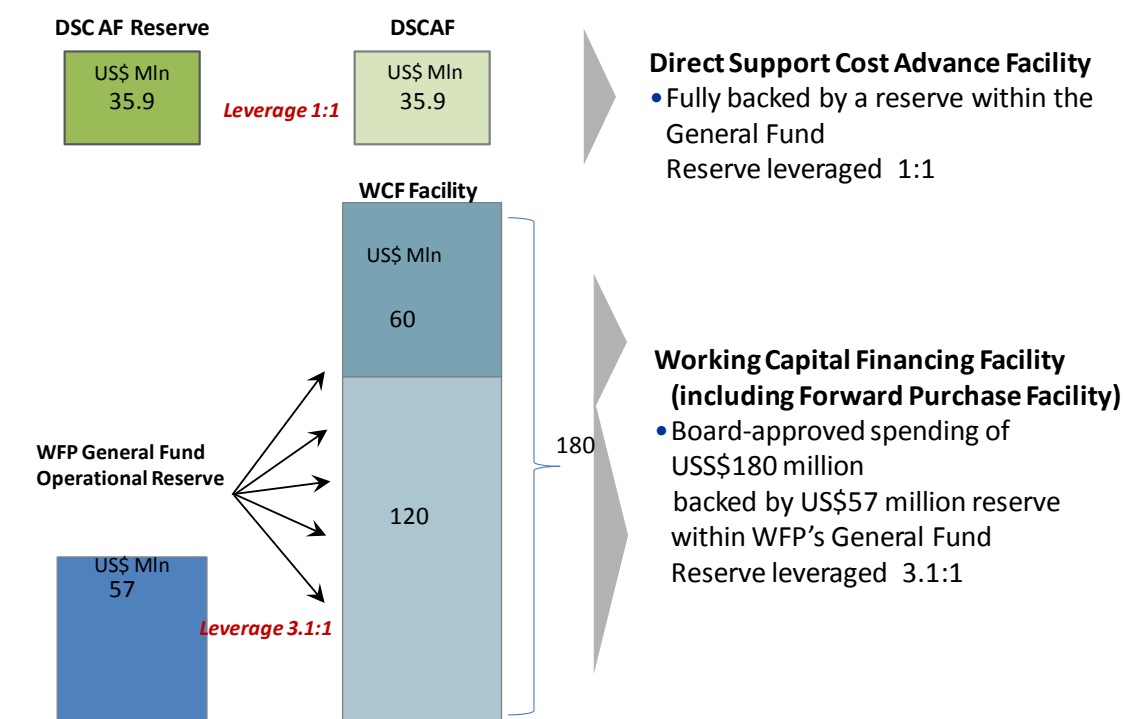 DSC AF Reserve
US$ Mln
35.9
Leverage 1:1
DSCAF
US$ Mln
35.9
Direct Support Cost Advance Facility
•Fully backed by a reserve within the
General Fund
Reserve leveraged 1:1
WCF Facility
US$ Mln
60
120
180
WFP General Fund
Operational Reserve
US$ Mln
57
Leverage 3.1:1
Working Capital Financing Facility
(including Forward Purchase Facility)
•Board-approved spending of
USS$180 million
backed by US$57 million reserve
within WFP's General Fund
Reserve leveraged 3.1:1